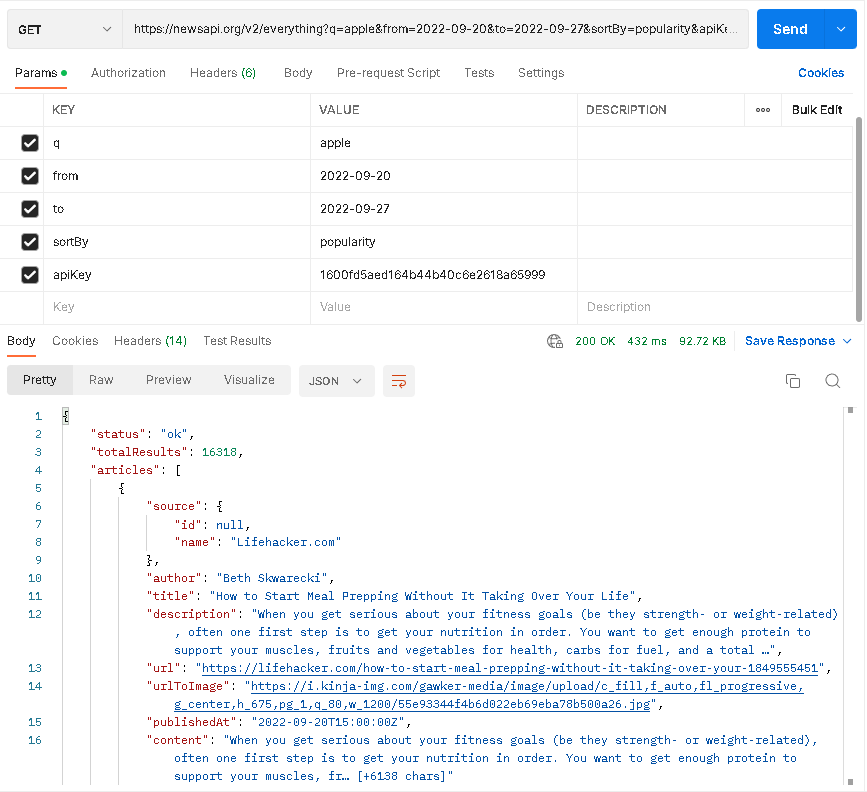 GET https://newsapi.org/v2/everything?q=apple&from=2022-09-20&to=2022-09-27&sortBy=popularity&apiKe... Send
Params Authorization Headers (6) Body Pre-request Script Tests Settings Cookies
KEY VALUE DESCRIPTION ooo Bulk Edit
q apple
from 2022-09-20
to 2022-09-27
sortBy popularity
apiKey 1600fd5aed164b44b40c6e2618a65999
Key Value Description
Body Cookies Headers (14) Test Results 200 OK 432 ms 92.72 KB Save Response
Pretty Raw Preview Visualize JSON
1 {
2 "status": "ok",
3 "totalResults": 16318,
4 "articles": [
5 {
6 "source": {
7 "id": null,
8 "name": "Lifehacker.com"
9 },
10 "author": "Beth Skwarecki",
11 "title": "How to Start Meal Prepping Without It Taking Over Your Life",
12 "description": "When you get serious about your fitness goals (be they strength- or weight-related)
, often one first step is to get your nutrition in order. You want to get enough protein to
support your muscles, fruits and vegetables for health, carbs for fuel, and a total …",
13 "url": "https://lifehacker.com/how-to-start-meal-prepping-without-it-taking-over-your-1849555451",
14 "urlToImage": "https://i.kinja-img.com/gawker-media/image/upload/c_fill,f_auto,fl_progressive,
g_center,h_675,pg_1,q_80,w_1200/55e93344f4b6d022eb69eba78b500a26.jpg",
15 "publishedAt": "2022-09-20T15:00:00Z",
16 "content": "When you get serious about your fitness goals (be they strength- or weight-related),
often one first step is to get your nutrition in order. You want to get enough protein to
support your muscles, fr… [+6138 chars]"